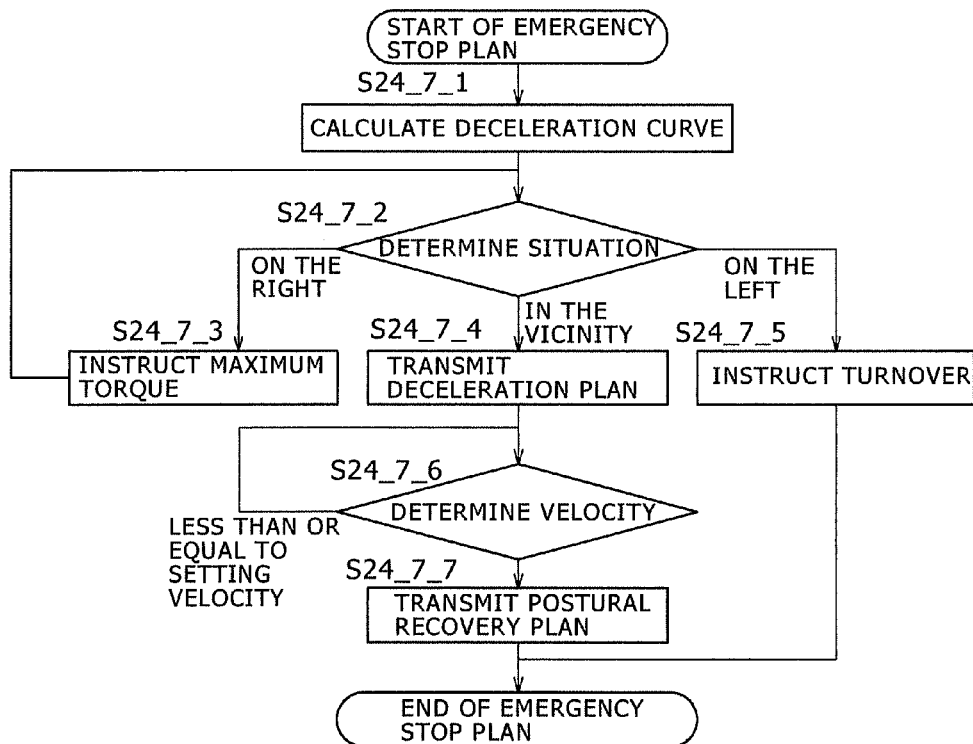 START OF EMERGENCY
STOP PLAN
S24_7_1
CALCULATE DECELERATION CURVE
S24_7_2
DETERMINE SITUATION
ON THE
RIGHT
IN THE
VICINITY
ON THE
LEFT
S24_7_3
INSTRUCT MAXIMUM
TORQUE
S24_7_4
TRANSMIT
DECELERATION PLAN
S24_7_5
INSTRUCT TURNOVER
S24_7_6
DETERMINE VELOCITY
LESS THAN OR
EQUAL TO
SETTING
VELOCITY
S24_7_7
TRANSMIT POSTURAL
RECOVERY PLAN
END OF EMERGENCY
STOP PLAN